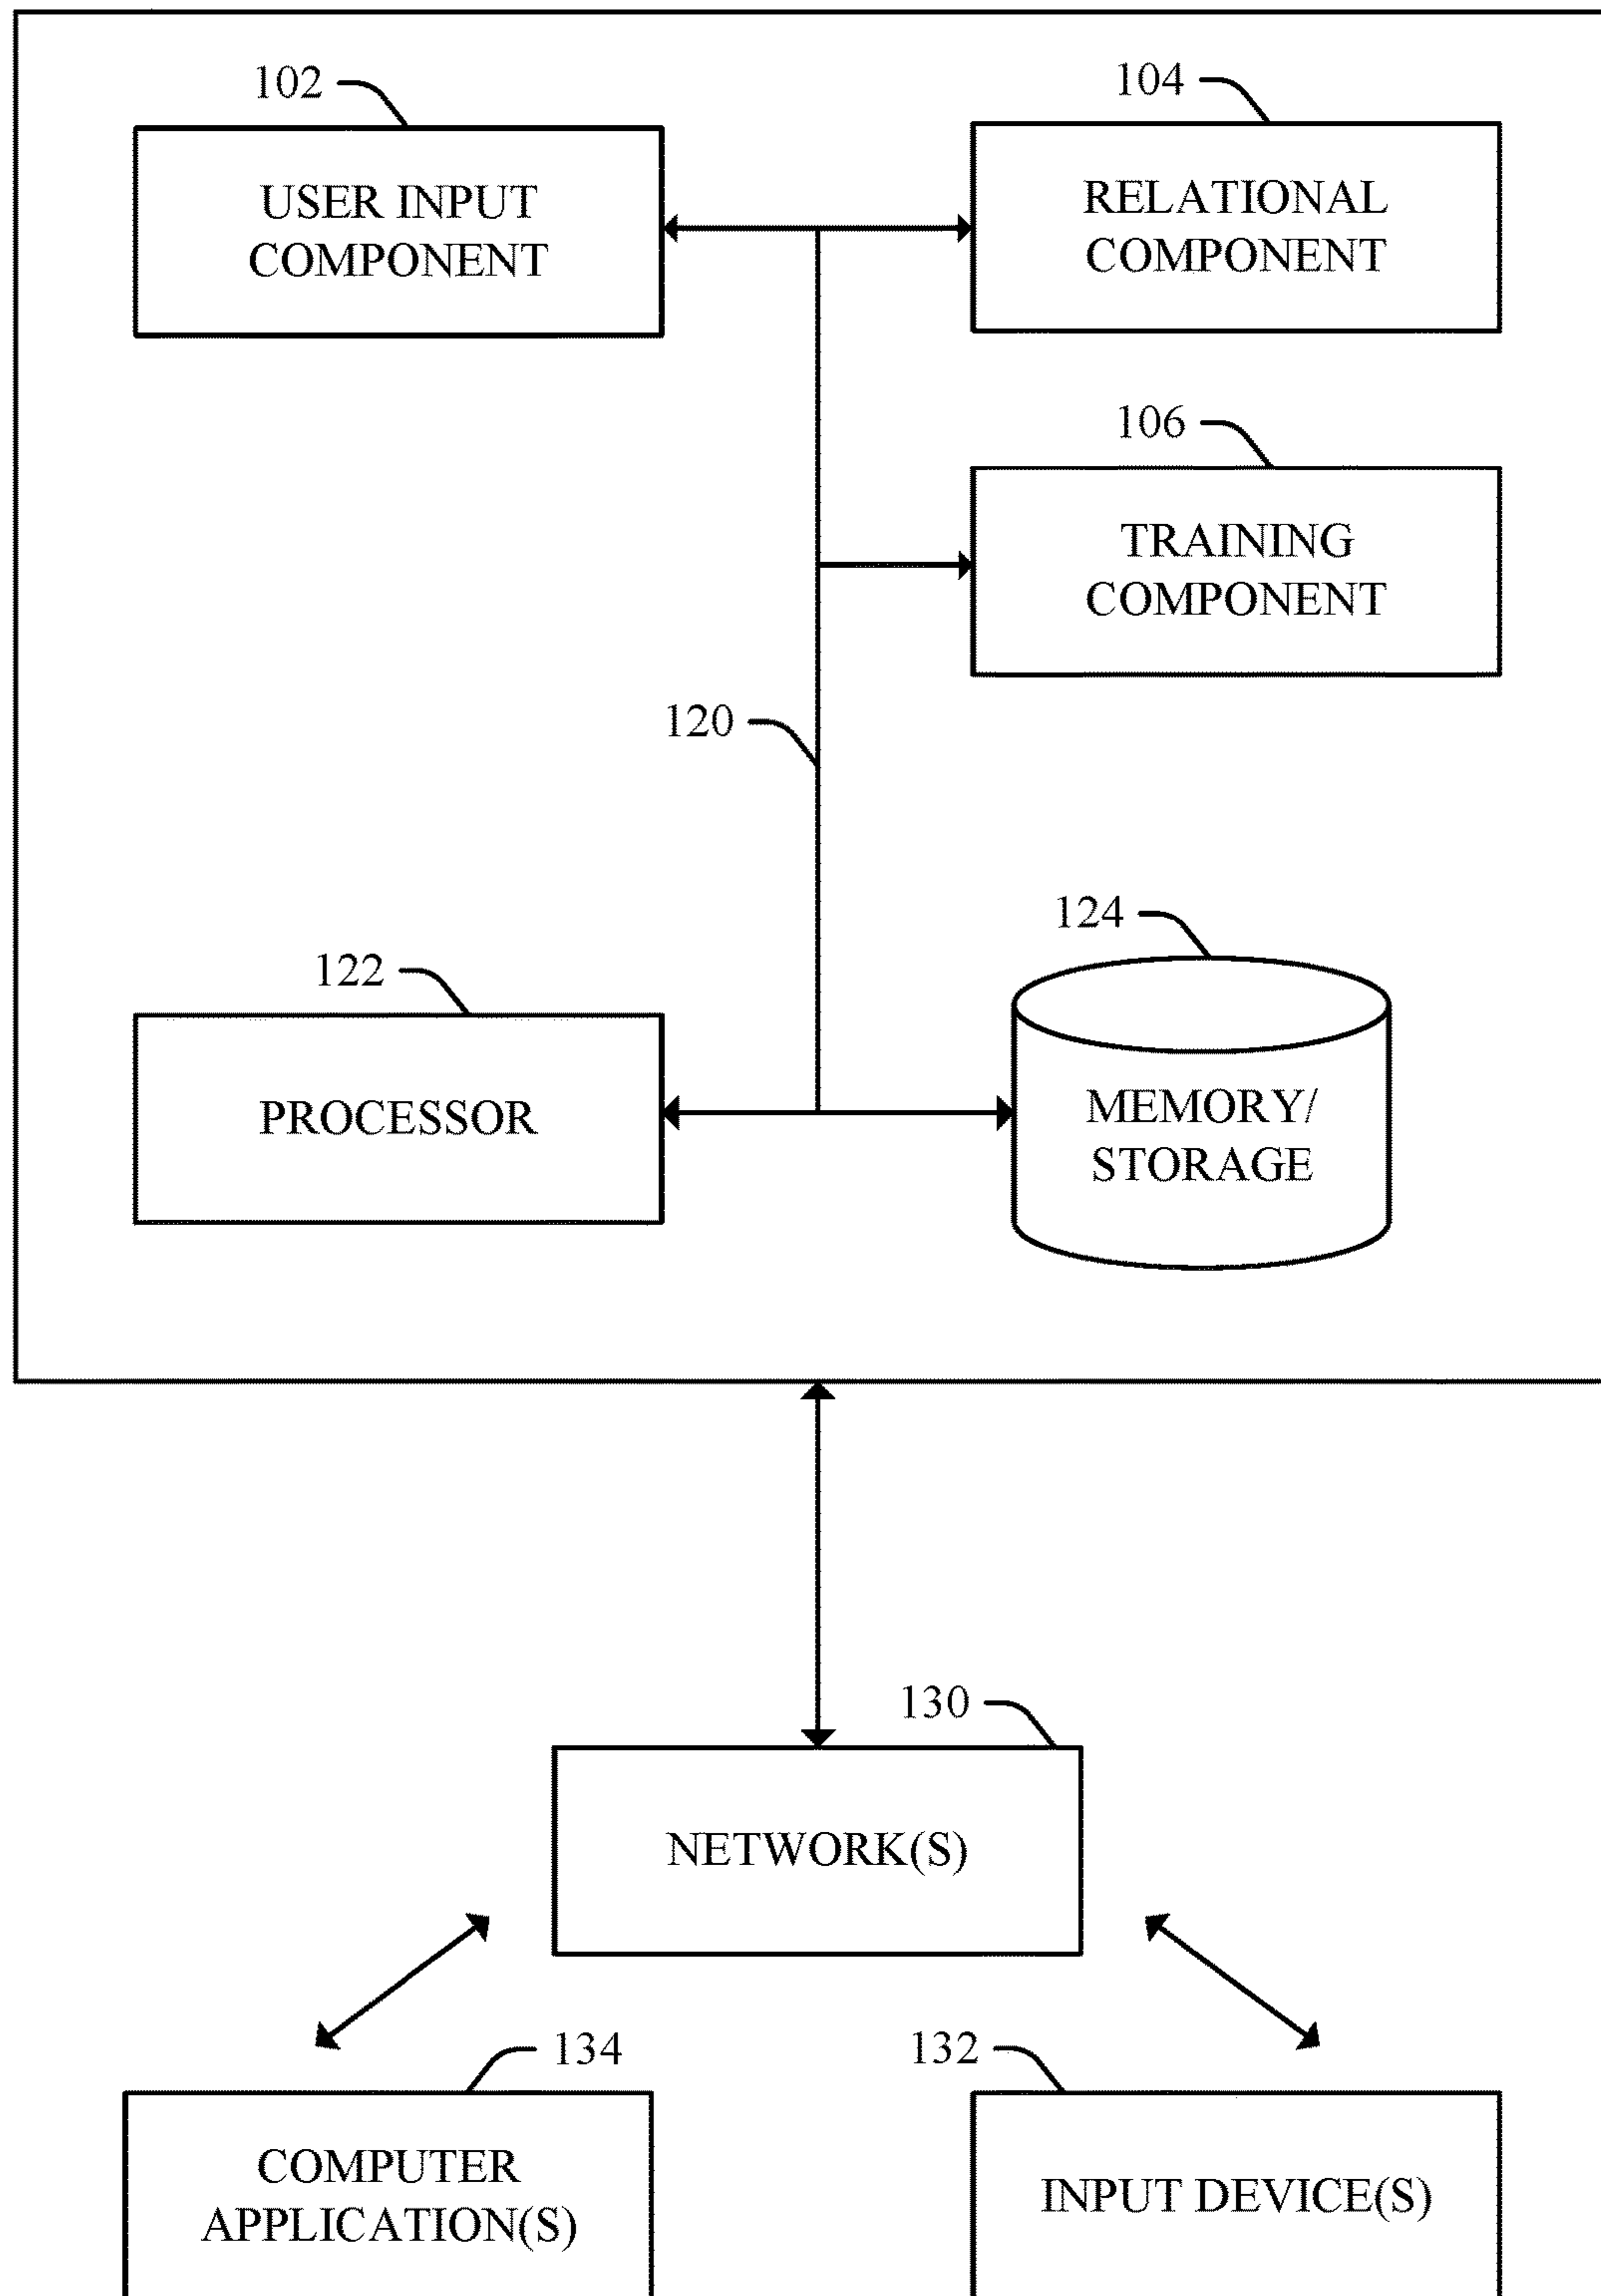 102
104
USER INPUT
COMPONENT
RELATIONAL
COMPONENT
106
TRAINING
COMPONENT
120
124
122
PROCESSOR
MEMORY/
STORAGE
130
NETWORK(S)
134
132
COMPUTER
APPLICATION(S)
INPUT DEVICE(S)